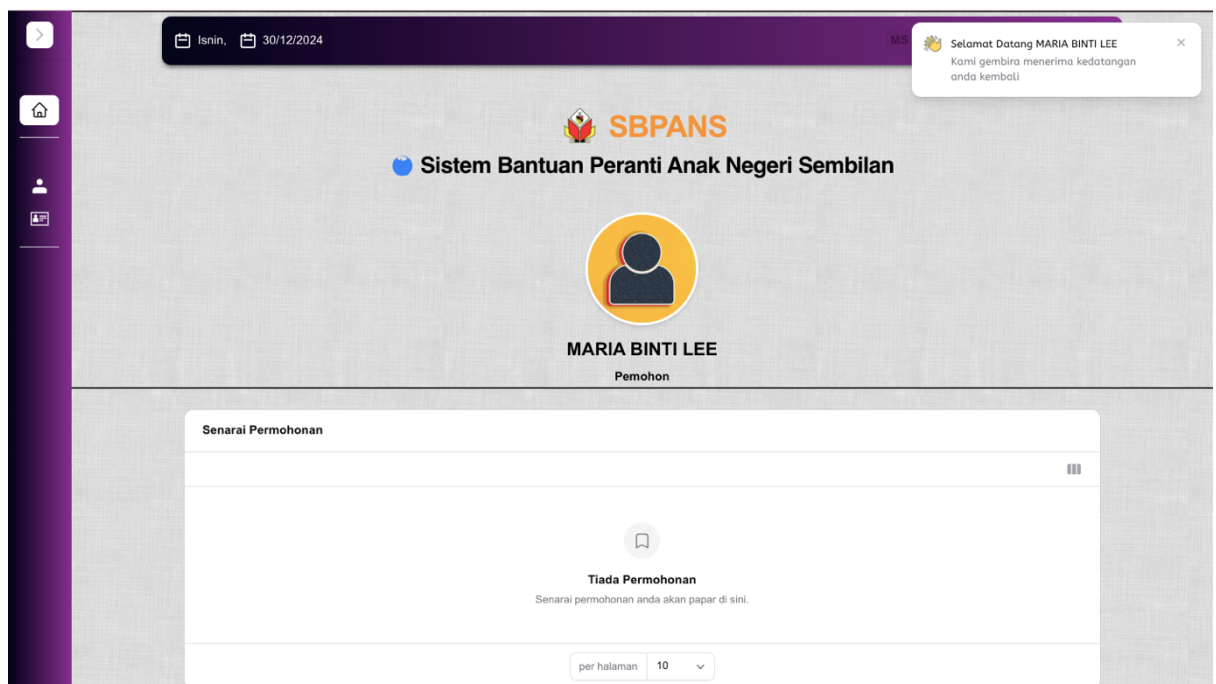 Isnin, 30/12/2024
MS
Selamat Datang MARIA BINTI LEE
Kami gembira menerima kedatangan
anda kembali
SBPANS
Sistem Bantuan Peranti Anak Negeri Sembilan
MARIA BINTI LEE
Pemohon
Senarai Permohonan
Tiada Permohonan
Senarai permohonan anda akan papar di sini.
per halaman 10